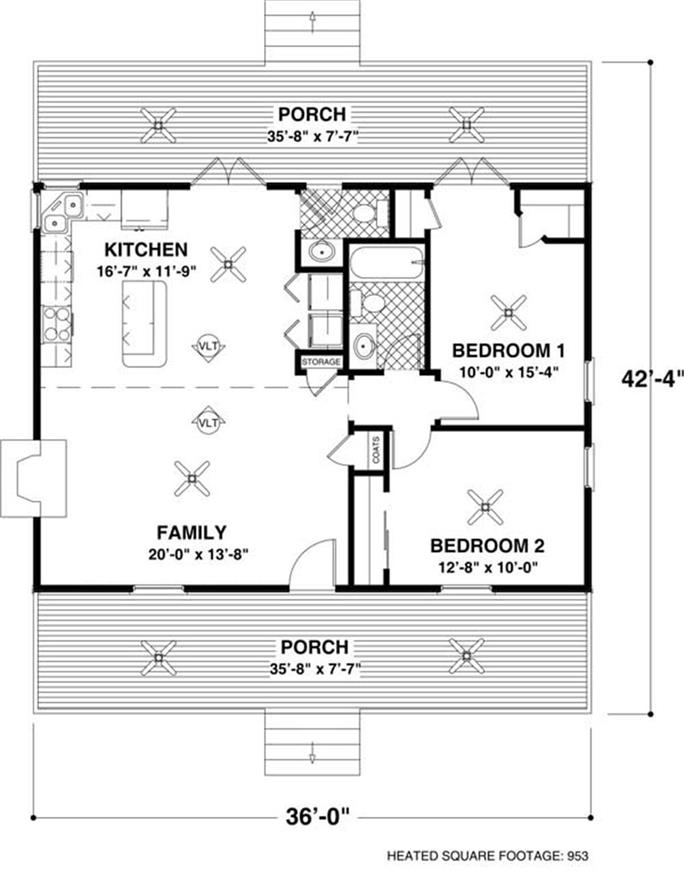 PORCH
35'-8" x 7'-7"
KITCHEN
16'-7" x 11'-9"
VLT
STORAGE
BEDROOM 1
10'-0" x 15'-4"
42'-4"
VLT
COATS
FAMILY
20'-0" x 13'-8"
BEDROOM 2
12'-8" x 10'-0"
PORCH
35'-8" x 7'-7"
36'-0"
HEATED SQUARE FOOTAGE: 953